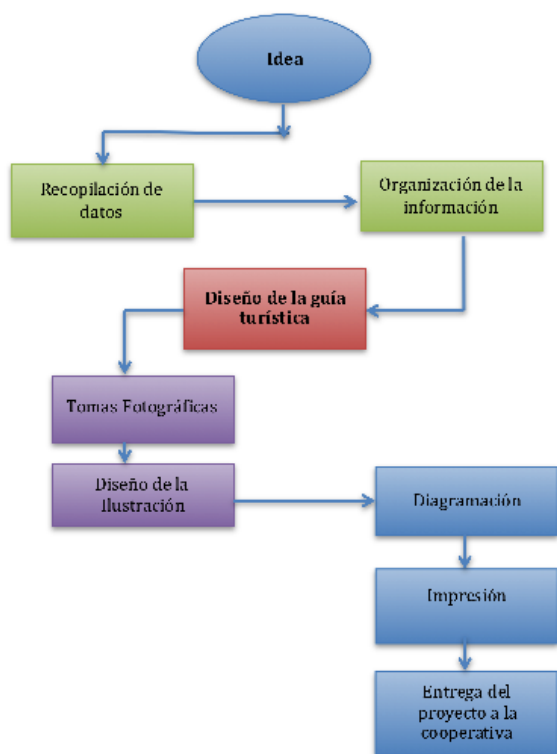 Idea
Recopilación de
datos
Organización de la
información
Diseño de la guía
turística
Tomas Fotográficas
Diseño de la
Ilustración
Diagramación
Impresión
Entrega del
proyecto a la
cooperativa